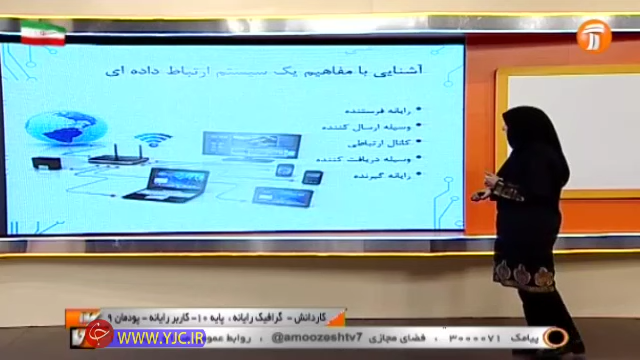 آشنایی با مفاهیم یک سیستم ارتباط داده ای
• رایانه فرستنده
• وسیله ارسال کننده
• کانال ارتباطی
• وسیله دریافت کننده
• رایانه گیرنده
کاردانش - گرافیک رایانه، پایه ۱۰- کاربر رایانه - پودمان ۹
پیامک : ۳۰۰۰۰۷۱ فضای مجازی amoozeshtv7@ روابط عمو
WWW.YJC.IR